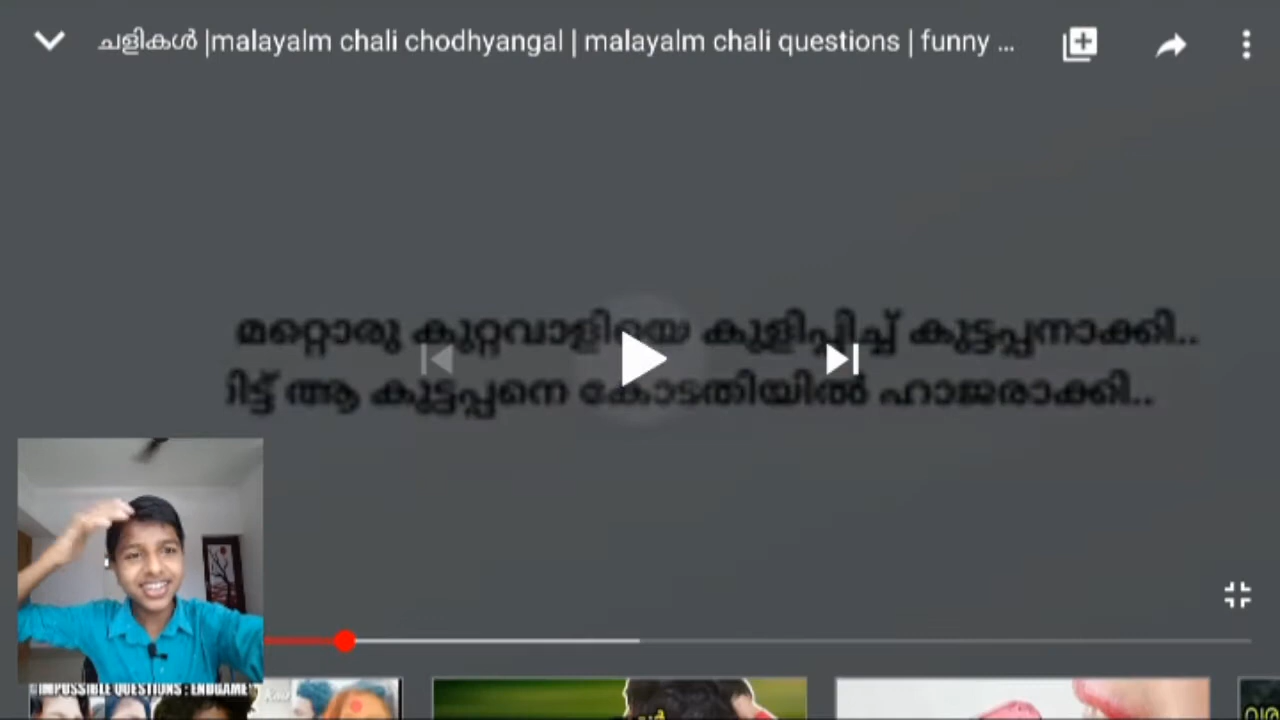 ചളികൾ |malayalm chali chodhyangal | malayalm chali questions | funny ...
മറ്റൊരു കുറ്റവാളിയെ കുളിപ്പിച്ച് കുട്ടപ്പനാക്കി..
ിട്ട് ആ കുട്ടപ്പനെ കോടതിയിൽ ഹാജരാക്കി..
IMPOSSIBLE QUESTIONS : ENDGAME